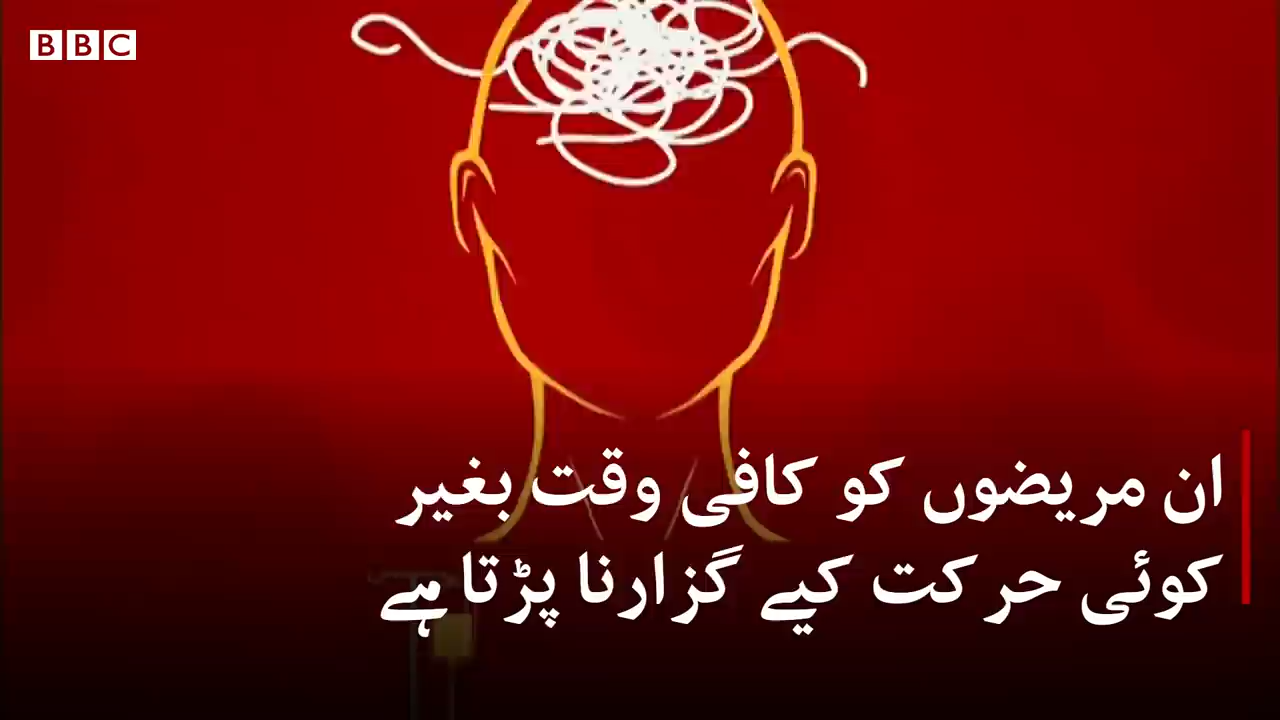 BBC
ان مریضوں کو کافی وقت بغیر
کوئی حرکت کیے گزارنا پڑتا ہے